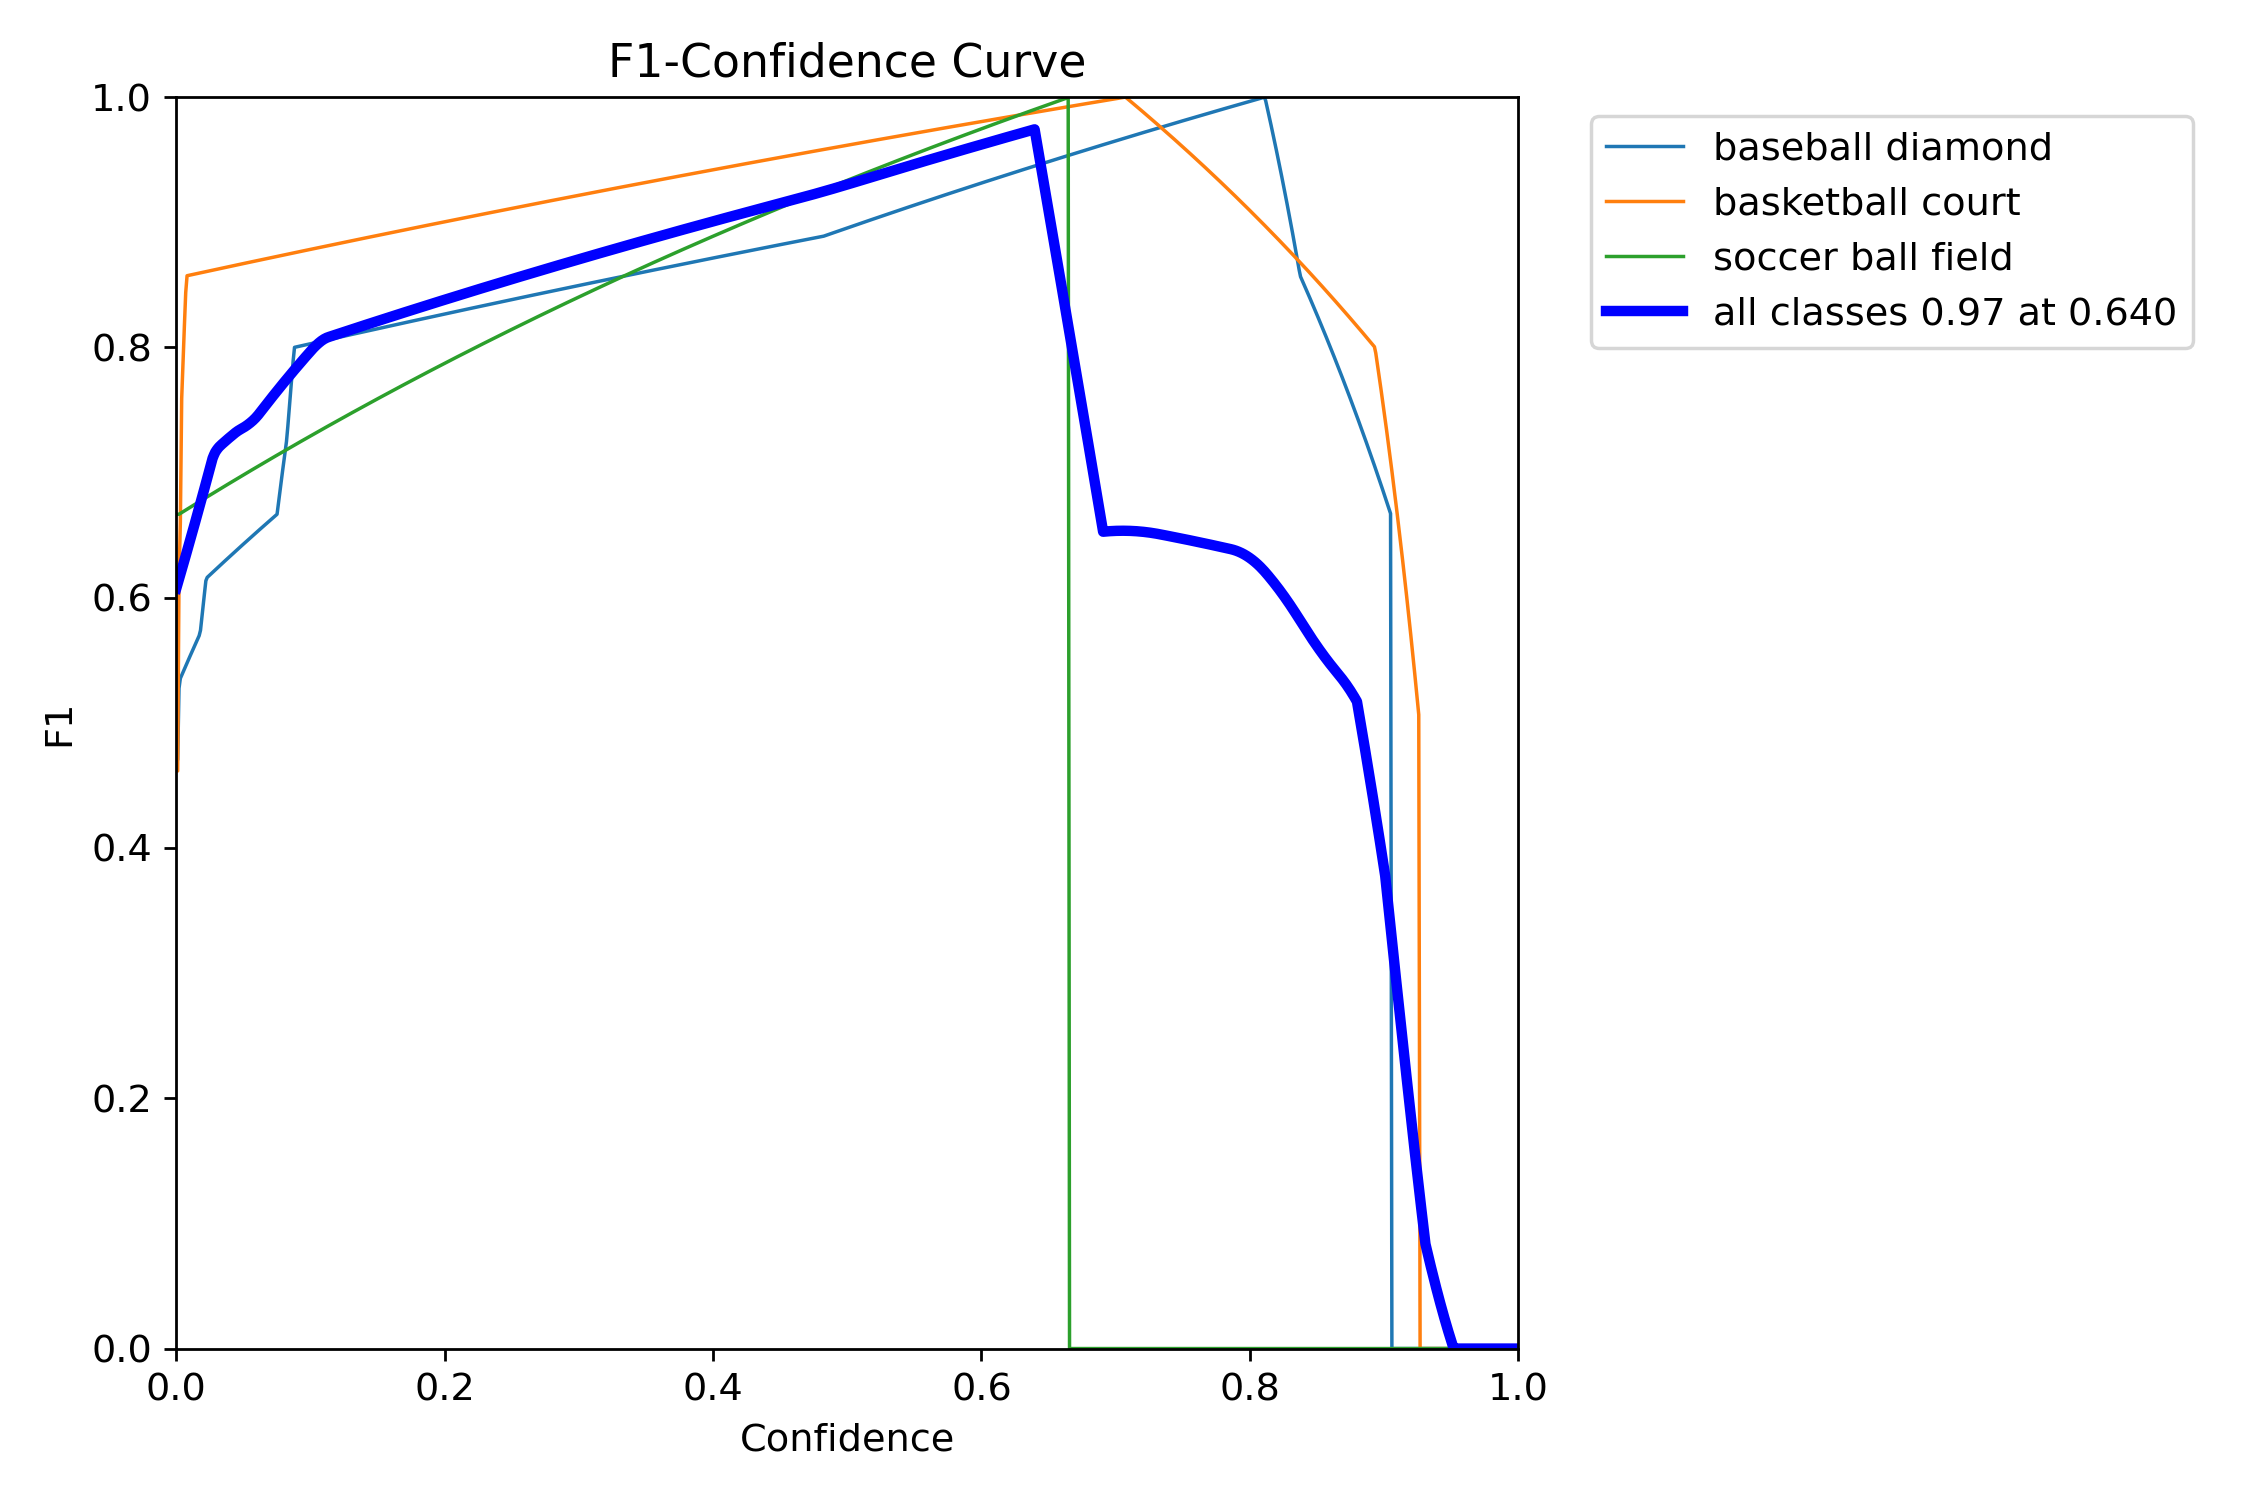 F1-Confidence Curve
1.0
0.8
0.6
0.4
0.2
0.0
F1
0.0 0.2 0.4 0.6 0.8 1.0
Confidence
baseball diamond
basketball court
soccer ball field
all classes 0.97 at 0.640